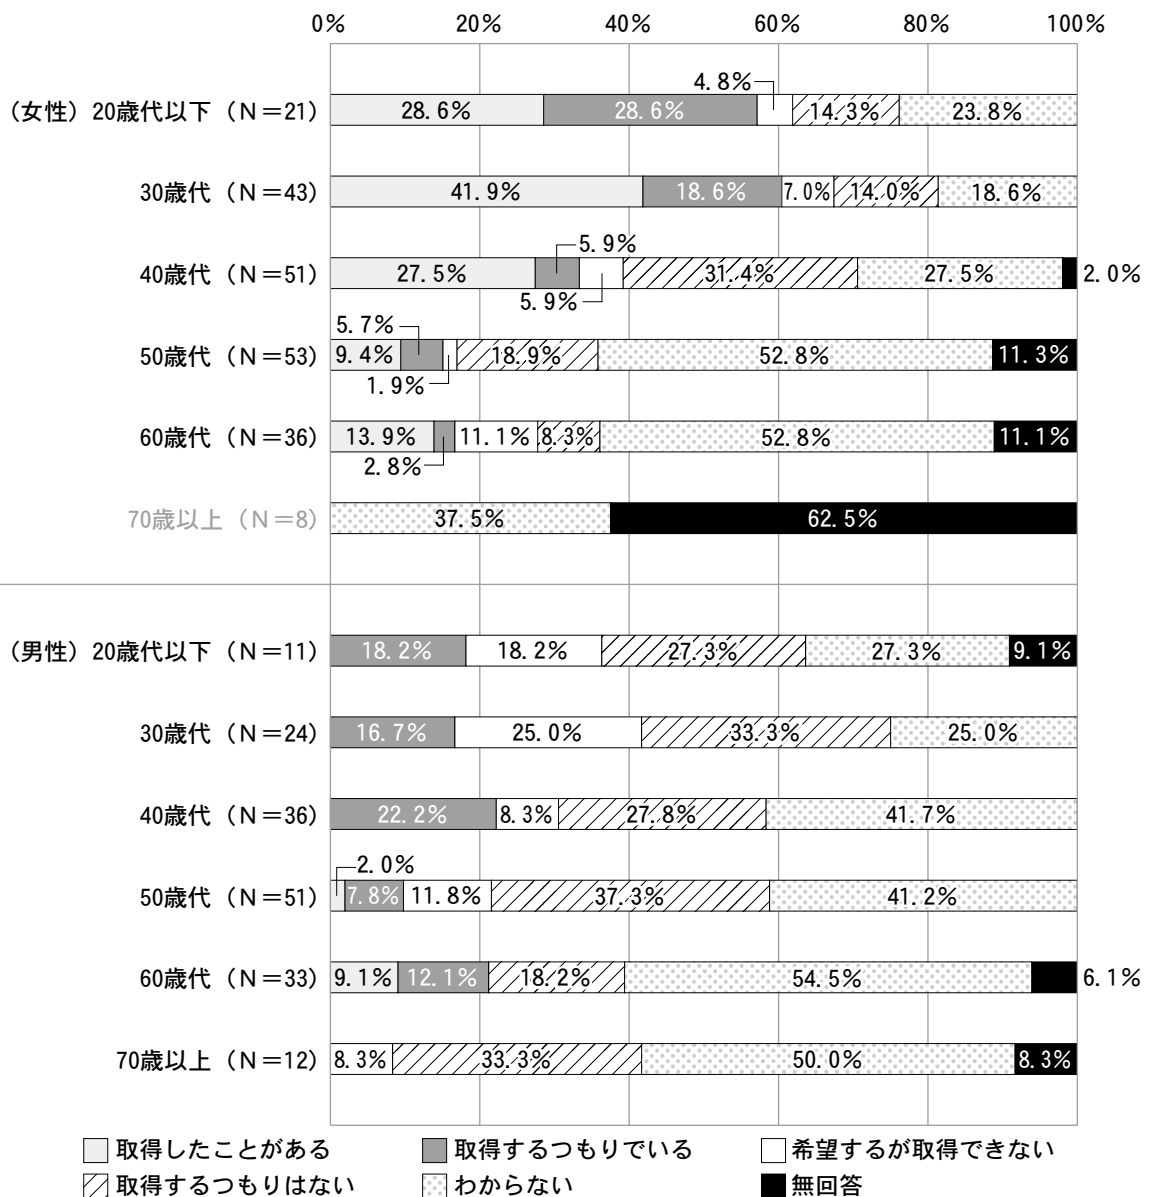 0% 20% 40% 60% 80% 100%
4.8%
（女性）20歳代以下（N＝21） 28.6% 28.6% 14.3% 23.8%
30歳代（N＝43） 41.9% 18.6% 7.0% 14.0% 18.6%
5.9%
40歳代（N＝51） 27.5% 31.4% 27.5% 2.0%
5.9%
5.7%
50歳代（N＝53） 9.4% 18.9% 52.8% 11.3%
1.9%
60歳代（N＝36） 13.9% 11.1% 8.3% 52.8% 11.1%
2.8%
70歳以上（N＝8） 37.5% 62.5%
（男性）20歳代以下（N＝11） 18.2% 18.2% 27.3% 27.3% 9.1%
30歳代（N＝24） 16.7% 25.0% 33.3% 25.0%
40歳代（N＝36） 22.2% 8.3% 27.8% 41.7%
2.0%
50歳代（N＝51） 7.8% 11.8% 37.3% 41.2%
60歳代（N＝33） 9.1% 12.1% 18.2% 54.5% 6.1%
70歳以上（N＝12） 8.3% 33.3% 50.0% 8.3%
取得したことがある 取得するつもりでいる 希望するが取得できない
取得するつもりはない わからない 無回答